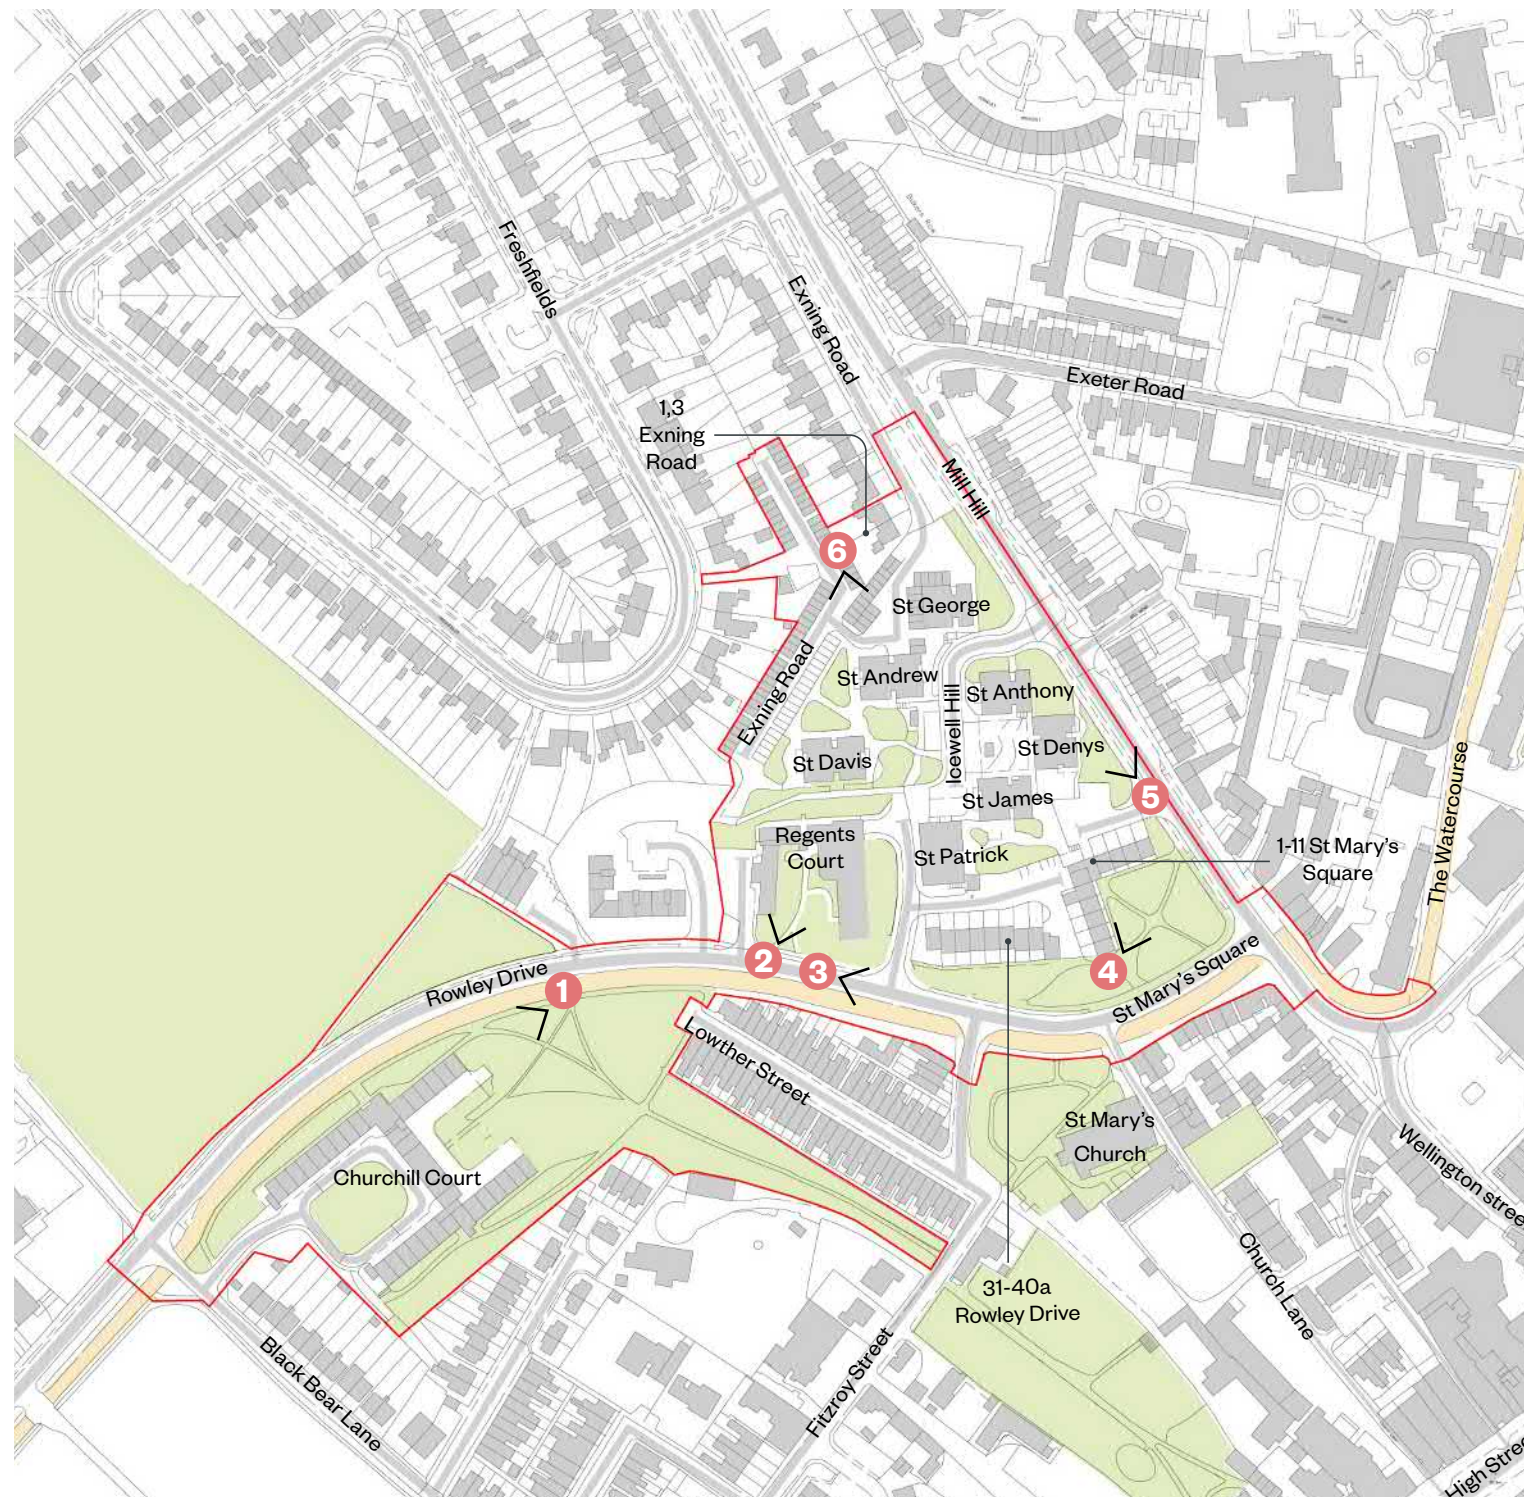 Freshfields
Exning Road
Exeter Road
1,3
Exning
Road
Mill Hill
6
St George
St Andrew
St Anthony
Exning Road
Icewell Hill
St Denys
St Davis
St James
5
The Watercourse
Regents
Court
St Patrick
1-11 St Mary's
Square
2
3
4
St Mary's Square
Rowley Drive
1
Lowther Street
St Mary's
Church
Wellington stree
Churchill Court
Church Lane
31-40a
Rowley Drive
Fitzroy Street
Black Bear Lane
High Stree